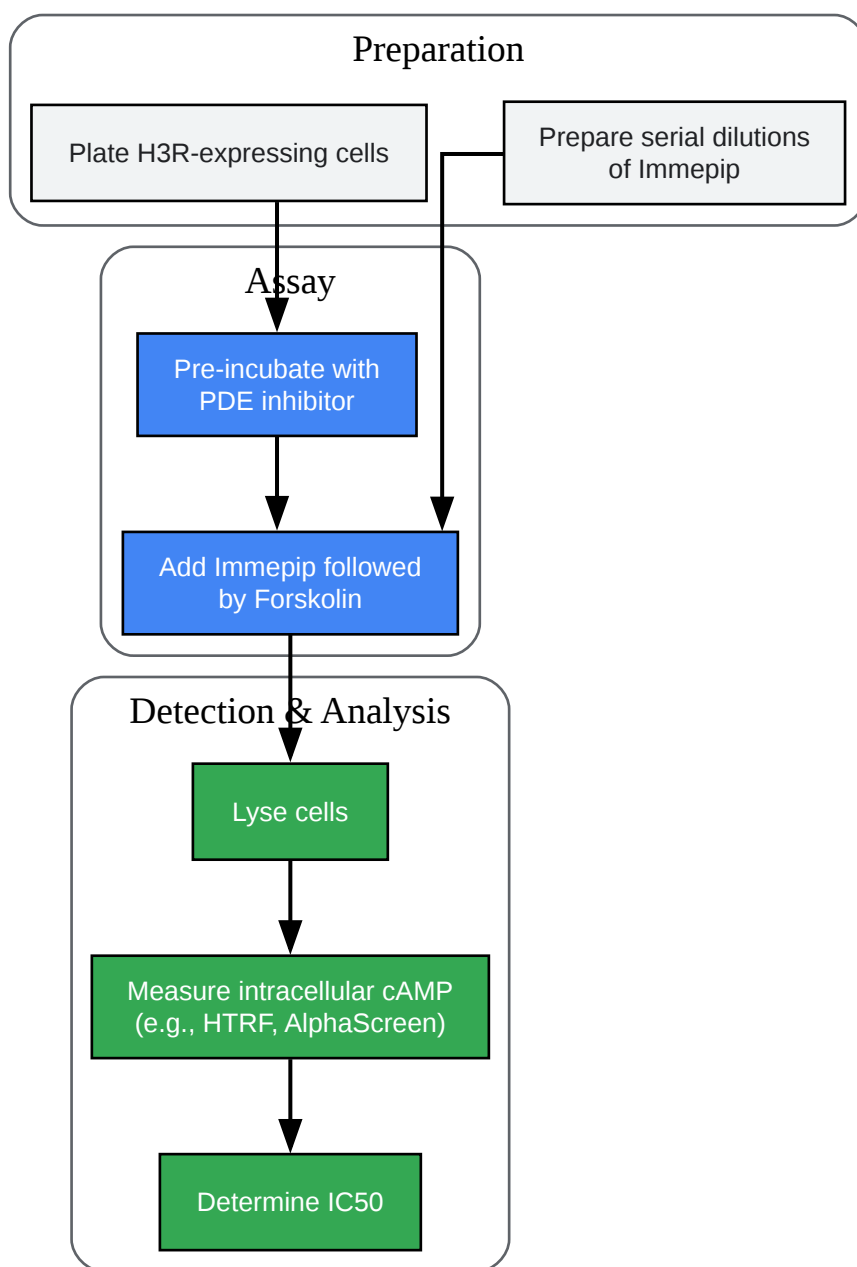 Preparation
Plate H3R-expressing cells
Prepare serial dilutions
of Immepip
Assay
Pre-incubate with
PDE inhibitor
Add Immepip followed
by Forskolin
Detection & Analysis
Lyse cells
Measure intracellular cAMP
(e.g., HTRF, AlphaScreen)
Determine IC50